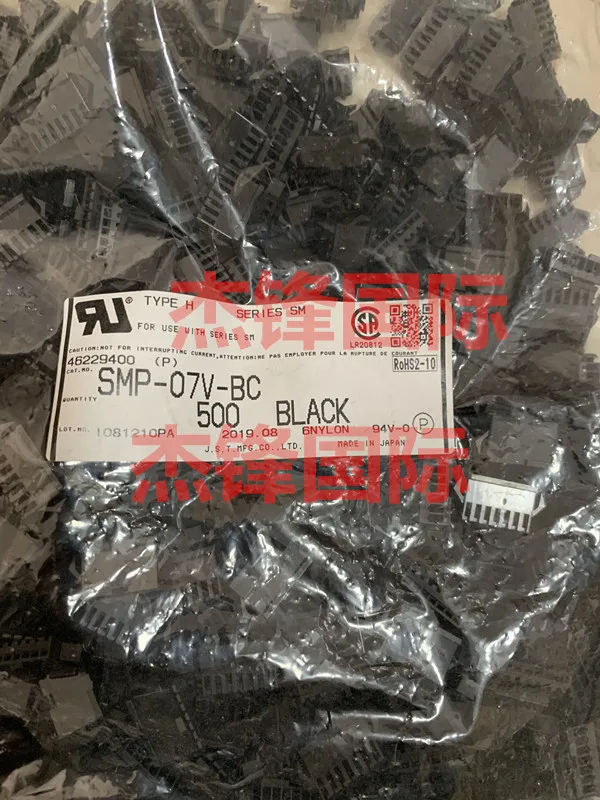 杰锋国际
RU® TYPE H SERIES SM
FOR USE WITH SERIES SM
SA
LR20812
CAUTION:NOT FOR INTERRUPTING CURRENT,ATTENTION:NE PAS EMPLOYER POUR LA RUPTURE DE COURANT
46229400 (P)
RoHS2-10
CAT.NO. SMP-07V-BC
QUANTITY 500 BLACK
LOT.NO. 1081210PA 2019.08 6NYLON 94V-0 P
J.S.T.MFG.CO.,LTD. MADE IN JAPAN
杰锋国际